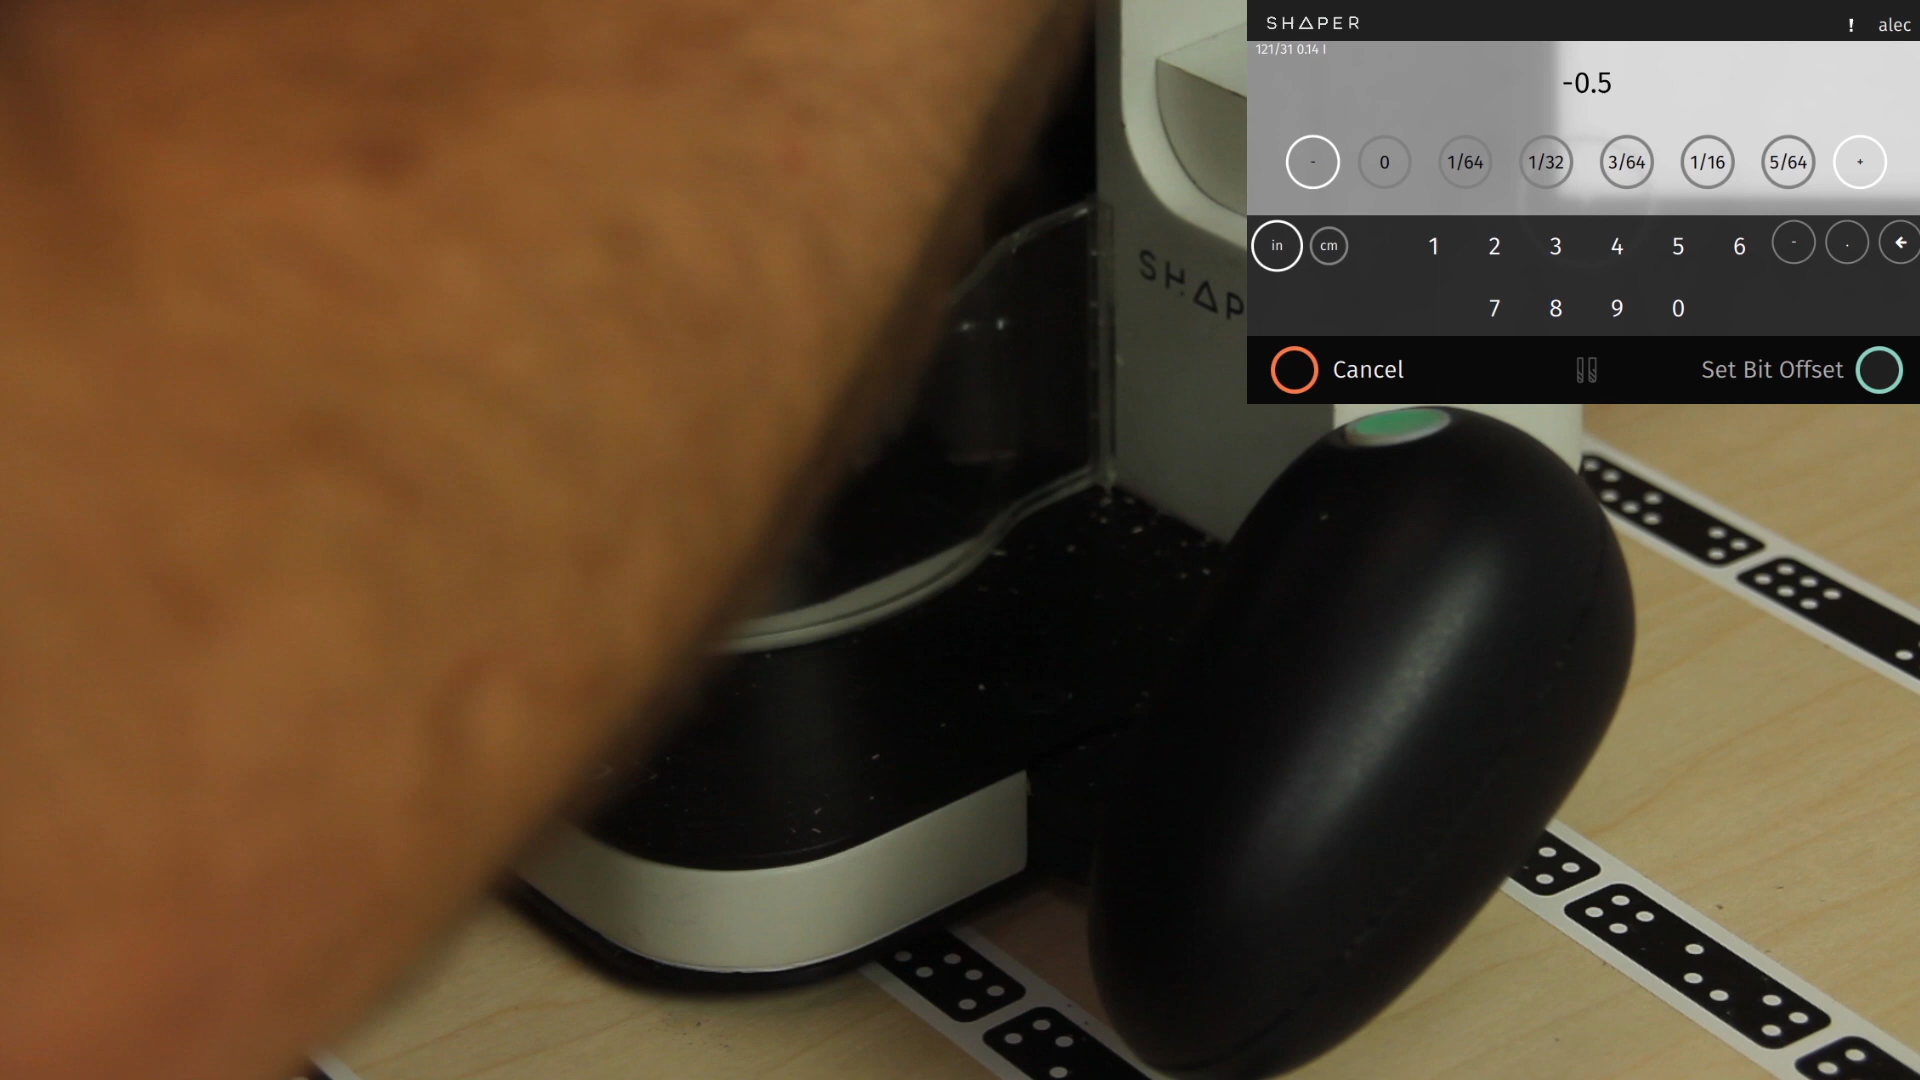 SHAPER
! alec
121/31 0.14 I
-0.5
- 0 1/64 1/32 3/64 1/16 5/64 +
in cm 1 2 3 4 5 6 - .
7 8 9 0
Cancel Set Bit Offset
SHAP